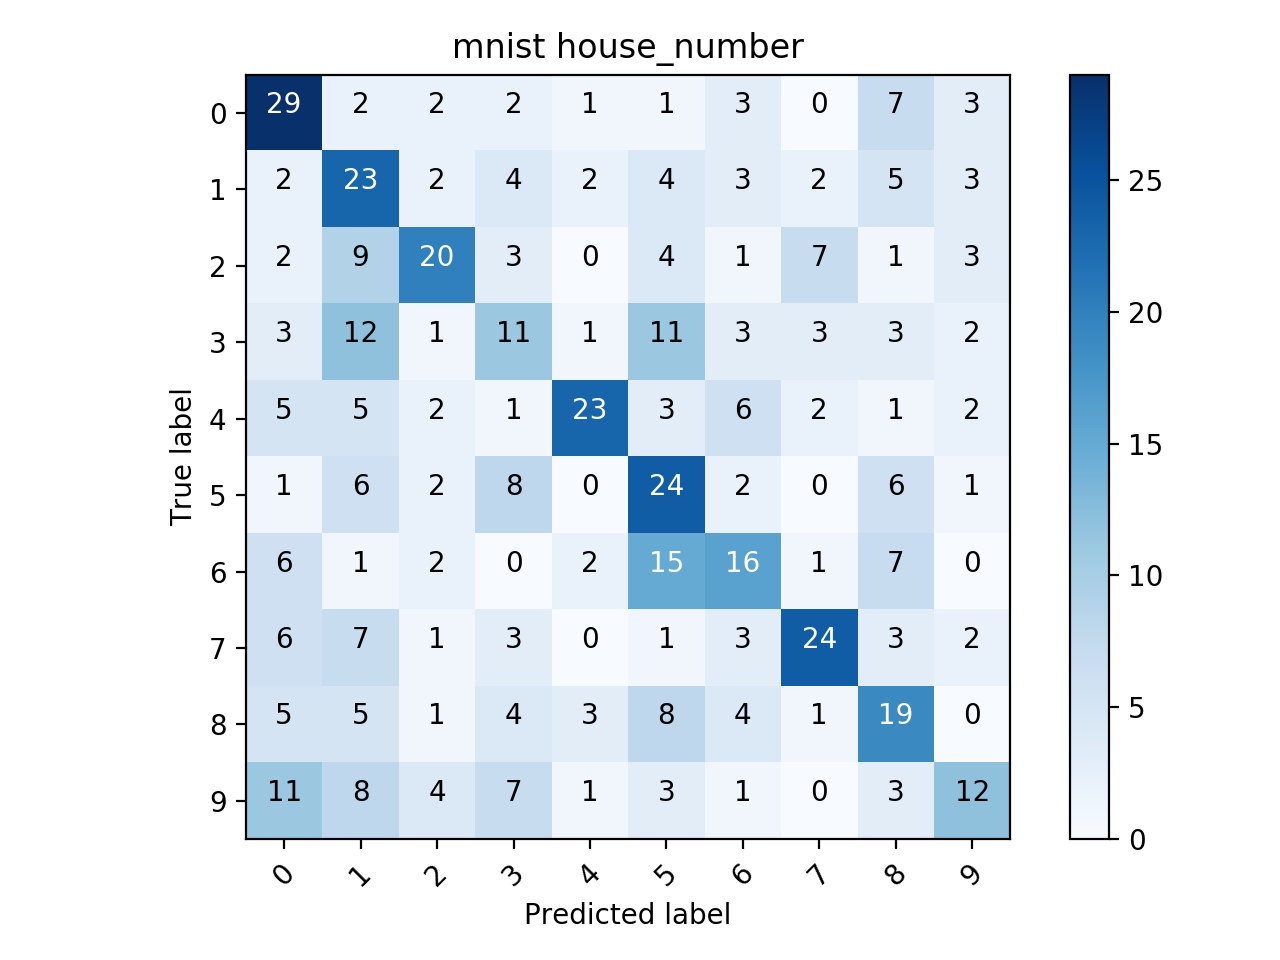 mnist house_number
0 29 2 2 2 1 1 3 0 7 3
1 2 23 2 4 2 4 3 2 5 3
2 2 9 20 3 0 4 1 7 1 3
3 3 12 1 11 1 11 3 3 3 2
4 5 5 2 1 23 3 6 2 1 2
5 1 6 2 8 0 24 2 0 6 1
6 6 1 2 0 2 15 16 1 7 0
7 6 7 1 3 0 1 3 24 3 2
8 5 5 1 4 3 8 4 1 19 0
9 11 8 4 7 1 3 1 0 3 12
0 1 2 3 4 5 6 7 8 9
Predicted label
True label
25
20
15
10
5
0